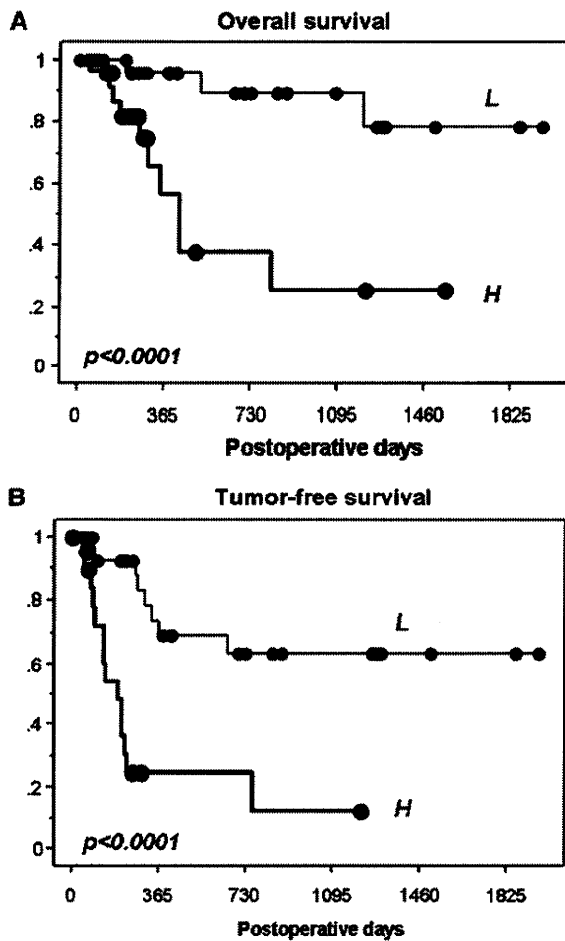 A
Overall survival
1
.8
.6
.4
.2
0
L
H
p<0.0001
0 365 730 1095 1460 1825
Postoperative days
B
Tumor-free survival
1
.8
.6
.4
.2
0
L
H
p<0.0001
0 365 730 1095 1460 1825
Postoperative days